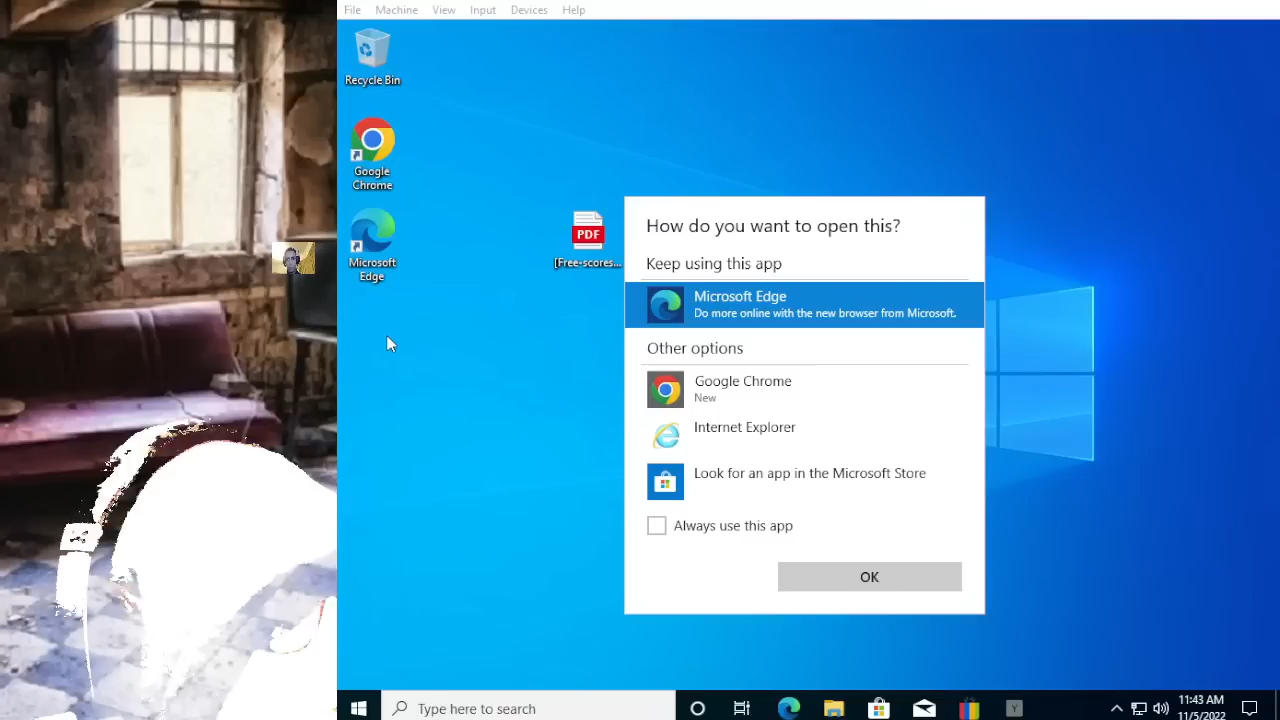 File Machine View Input Devices Help
Recycle Bin
Google
Chrome
Microsoft
Edge
PDF
[Free-scores...
How do you want to open this?
Keep using this app
Microsoft Edge
Do more online with the new browser from Microsoft.
Other options
Google Chrome
New
Internet Explorer
Look for an app in the Microsoft Store
Always use this app
OK
Type here to search
Y
11:43 AM
11/5/2022